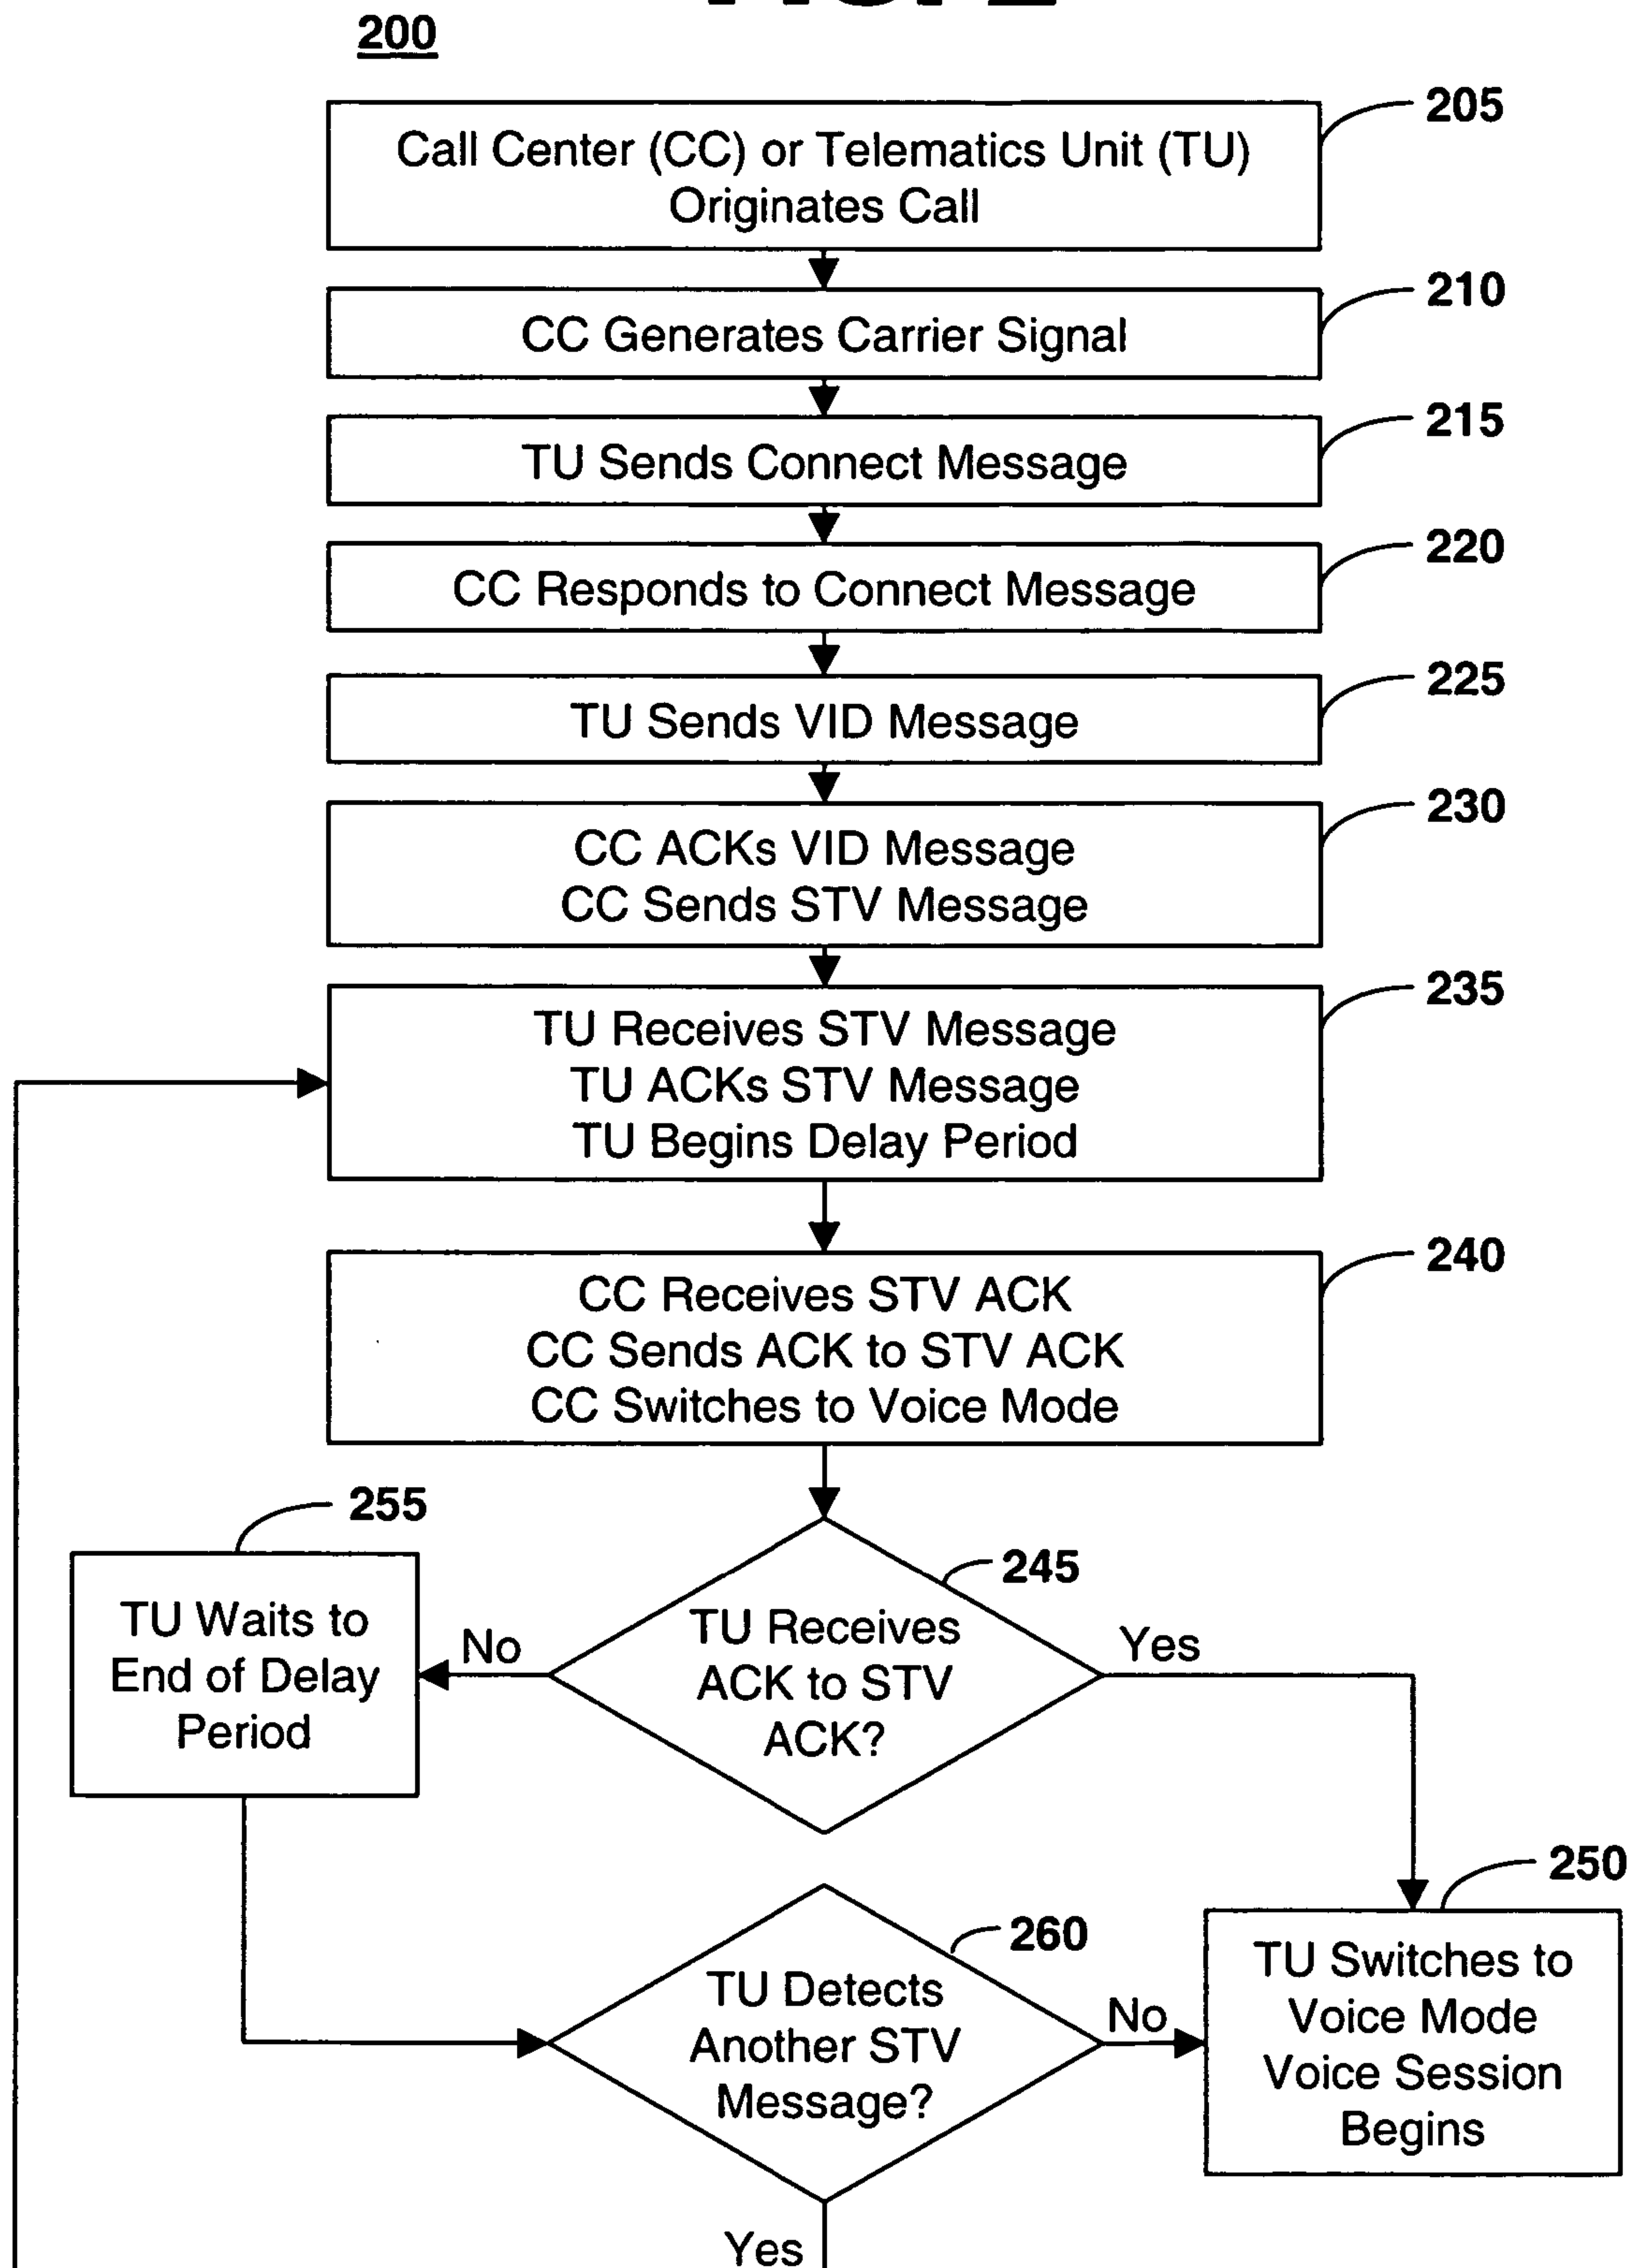 200
205
Call Center (CC) or Telematics Unit (TU)
Originates Call
210
CC Generates Carrier Signal
215
TU Sends Connect Message
220
CC Responds to Connect Message
225
TU Sends VID Message
230
CC ACKs VID Message
CC Sends STV Message
235
TU Receives STV Message
TU ACKs STV Message
TU Begins Delay Period
240
CC Receives STV ACK
CC Sends ACK to STV ACK
CC Switches to Voice Mode
255
TU Waits to
End of Delay
Period
No
245
TU Receives
ACK to STV
ACK?
Yes
260
TU Detects
Another STV
Message?
No
Yes
250
TU Switches to
Voice Mode
Voice Session
Begins